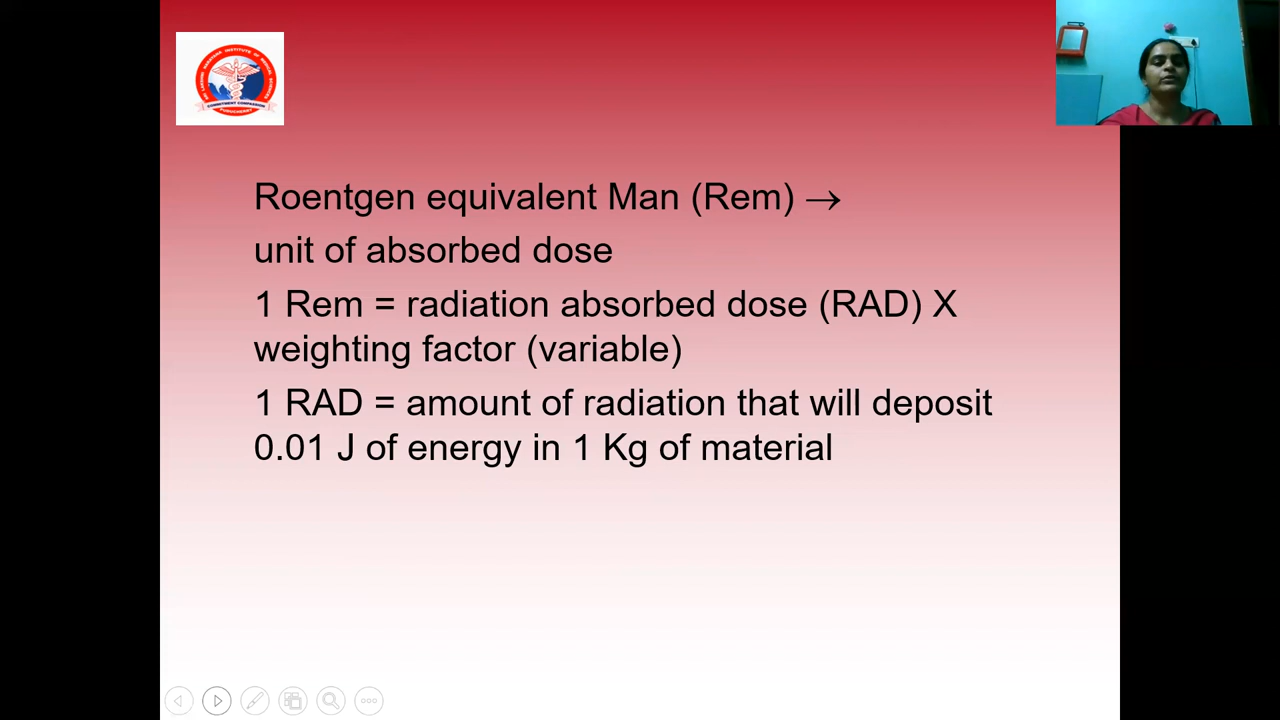 Roentgen equivalent Man (Rem) →
unit of absorbed dose
1 Rem = radiation absorbed dose (RAD) X
weighting factor (variable)
1 RAD = amount of radiation that will deposit
0.01 J of energy in 1 Kg of material